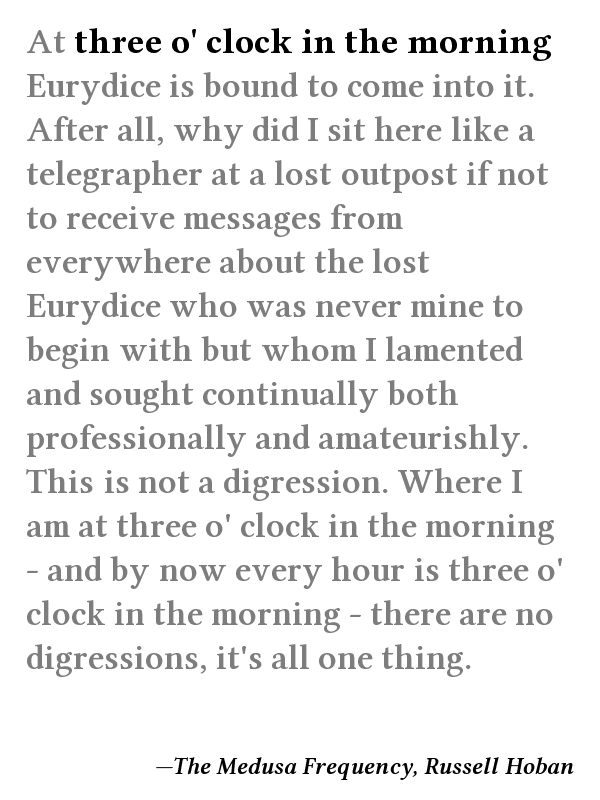 At three o' clock in the morning
Eurydice is bound to come into it.
After all, why did I sit here like a
telegrapher at a lost outpost if not
to receive messages from
everywhere about the lost
Eurydice who was never mine to
begin with but whom I lamented
and sought continually both
professionally and amateurishly.
This is not a digression. Where I
am at three o' clock in the morning
- and by now every hour is three o'
clock in the morning - there are no
digressions, it's all one thing.
—The Medusa Frequency, Russell Hoban